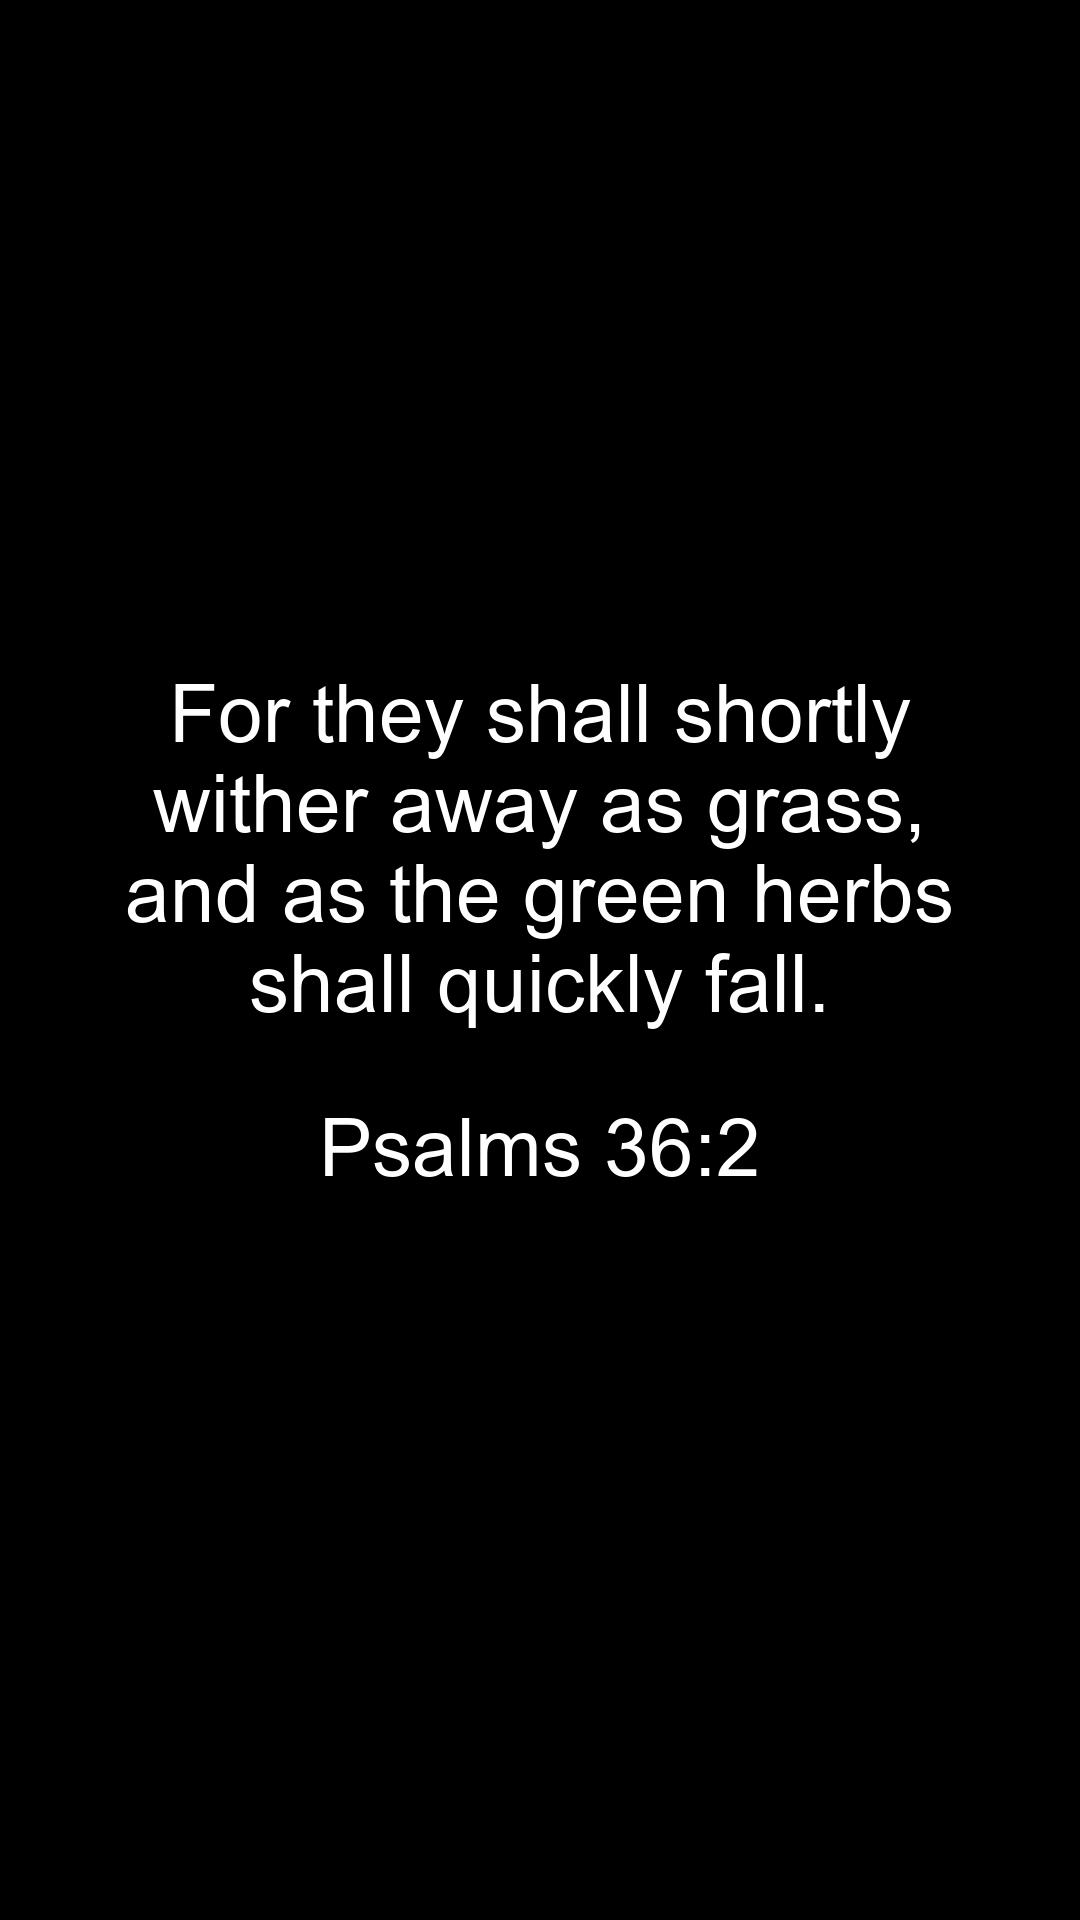 For they shall shortly
wither away as grass,
and as the green herbs
shall quickly fall.
Psalms 36:2